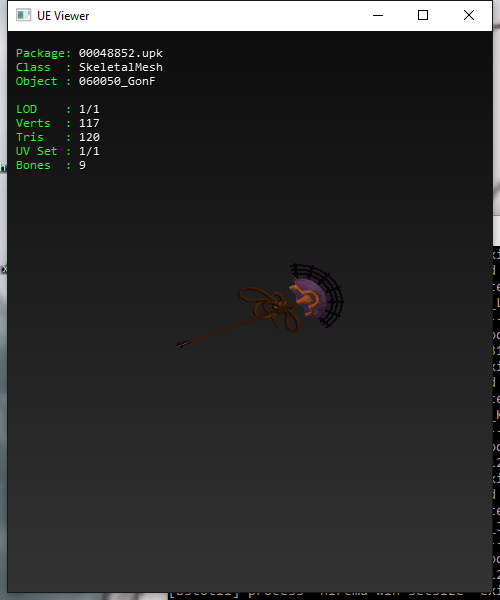 UE Viewer
Package: 00048852.upk
Class : SkeletalMesh
Object : 060050_GonF
LOD : 1/1
Verts : 117
Tris : 120
UV Set : 1/1
Bones : 9